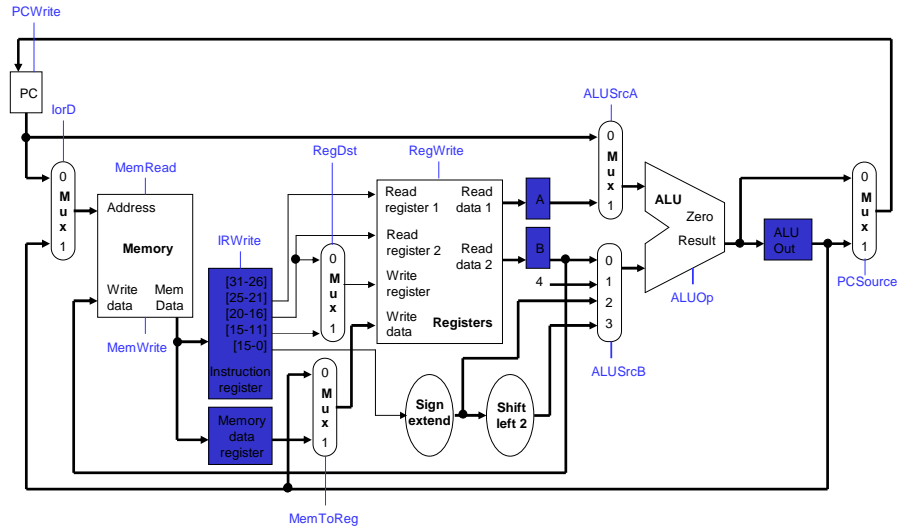 PCWrite
PC
IorD
0
M
u
x
1
MemRead
Address
Memory
Write
data
Mem
Data
MemWrite
IRWrite
[31-26]
[25-21]
[20-16]
[15-11]
[15-0]
Instruction
register
Memory
data
register
RegDst
0
M
u
x
1
0
M
u
x
1
MemToReg
RegWrite
Read
register 1
Read
data 1
Read
register 2
Read
data 2
Write
register
Write
data
Registers
Sign
extend
Shift
left 2
A
B
4
ALUSrcA
0
M
u
x
1
0
1
2
3
ALUSrcB
ALU
Zero
Result
ALUOp
ALU
Out
0
M
u
x
1
PCSource